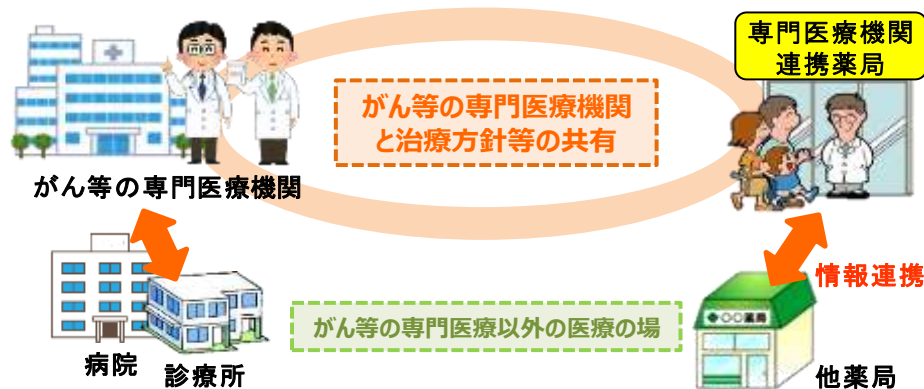 専門医療機関
連携薬局
がん等の専門医療機関
と治療方針等の共有
がん等の専門医療機関
情報連携
がん等の専門医療以外の医療の場
○○薬局
病院
診療所
他薬局